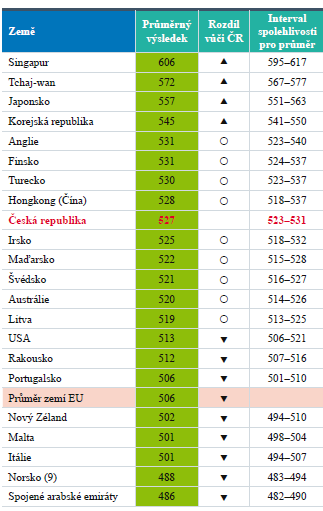 Země Průměrný výsledek Rozdíl vůči ČR Interval spolehlivosti pro průměr
Singapur 606 ▲ 595–617
Tchaj-wan 572 ▲ 567–577
Japonsko 557 ▲ 551–563
Korejská republika 545 ▲ 541–550
Anglie 531 ○ 523–540
Finsko 531 ○ 524–537
Turecko 530 ○ 523–537
Hongkong (Čína) 528 ○ 518–537
Česká republika 527 523–531
Irsko 525 ○ 518–532
Maďarsko 522 ○ 515–528
Švédsko 521 ○ 516–527
Austrálie 520 ○ 514–526
Litva 519 ○ 513–525
USA 513 ▼ 506–521
Rakousko 512 ▼ 507–516
Portugalsko 506 ▼ 501–510
Průměr zemí EU 506 ▼
Nový Zéland 502 ▼ 494–510
Malta 501 ▼ 498–504
Itálie 501 ▼ 494–507
Norsko (9) 488 ▼ 483–494
Spojené arabské emiráty 486 ▼ 482–490